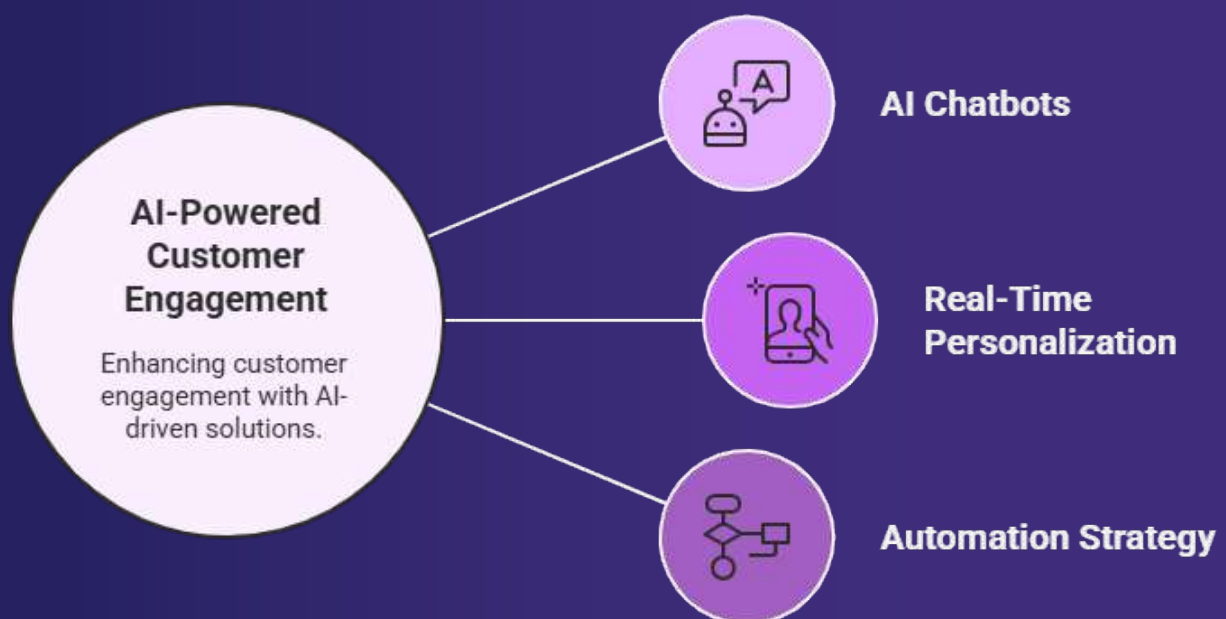 AI-Powered
Customer
Engagement
Enhancing customer
engagement with AI-
driven solutions.
A
AI Chatbots
Real-Time
Personalization
Automation Strategy